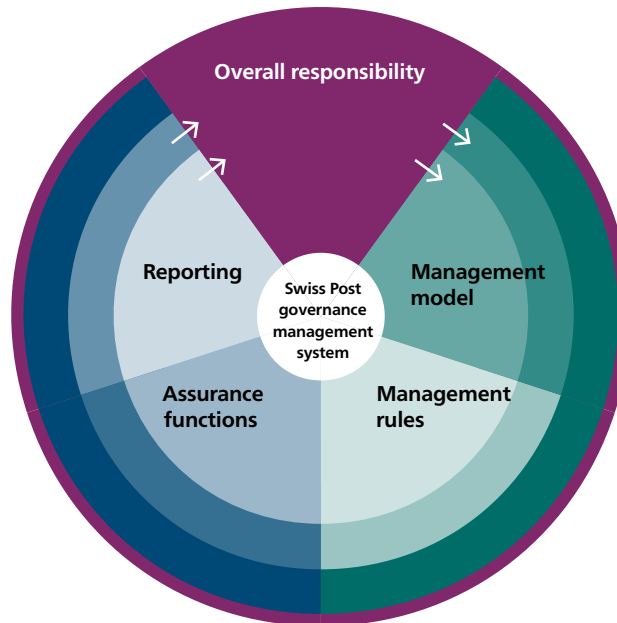 Overall responsibility
Reporting
Management
model
Swiss Post
governance
management
system
Assurance
functions
Management
rules